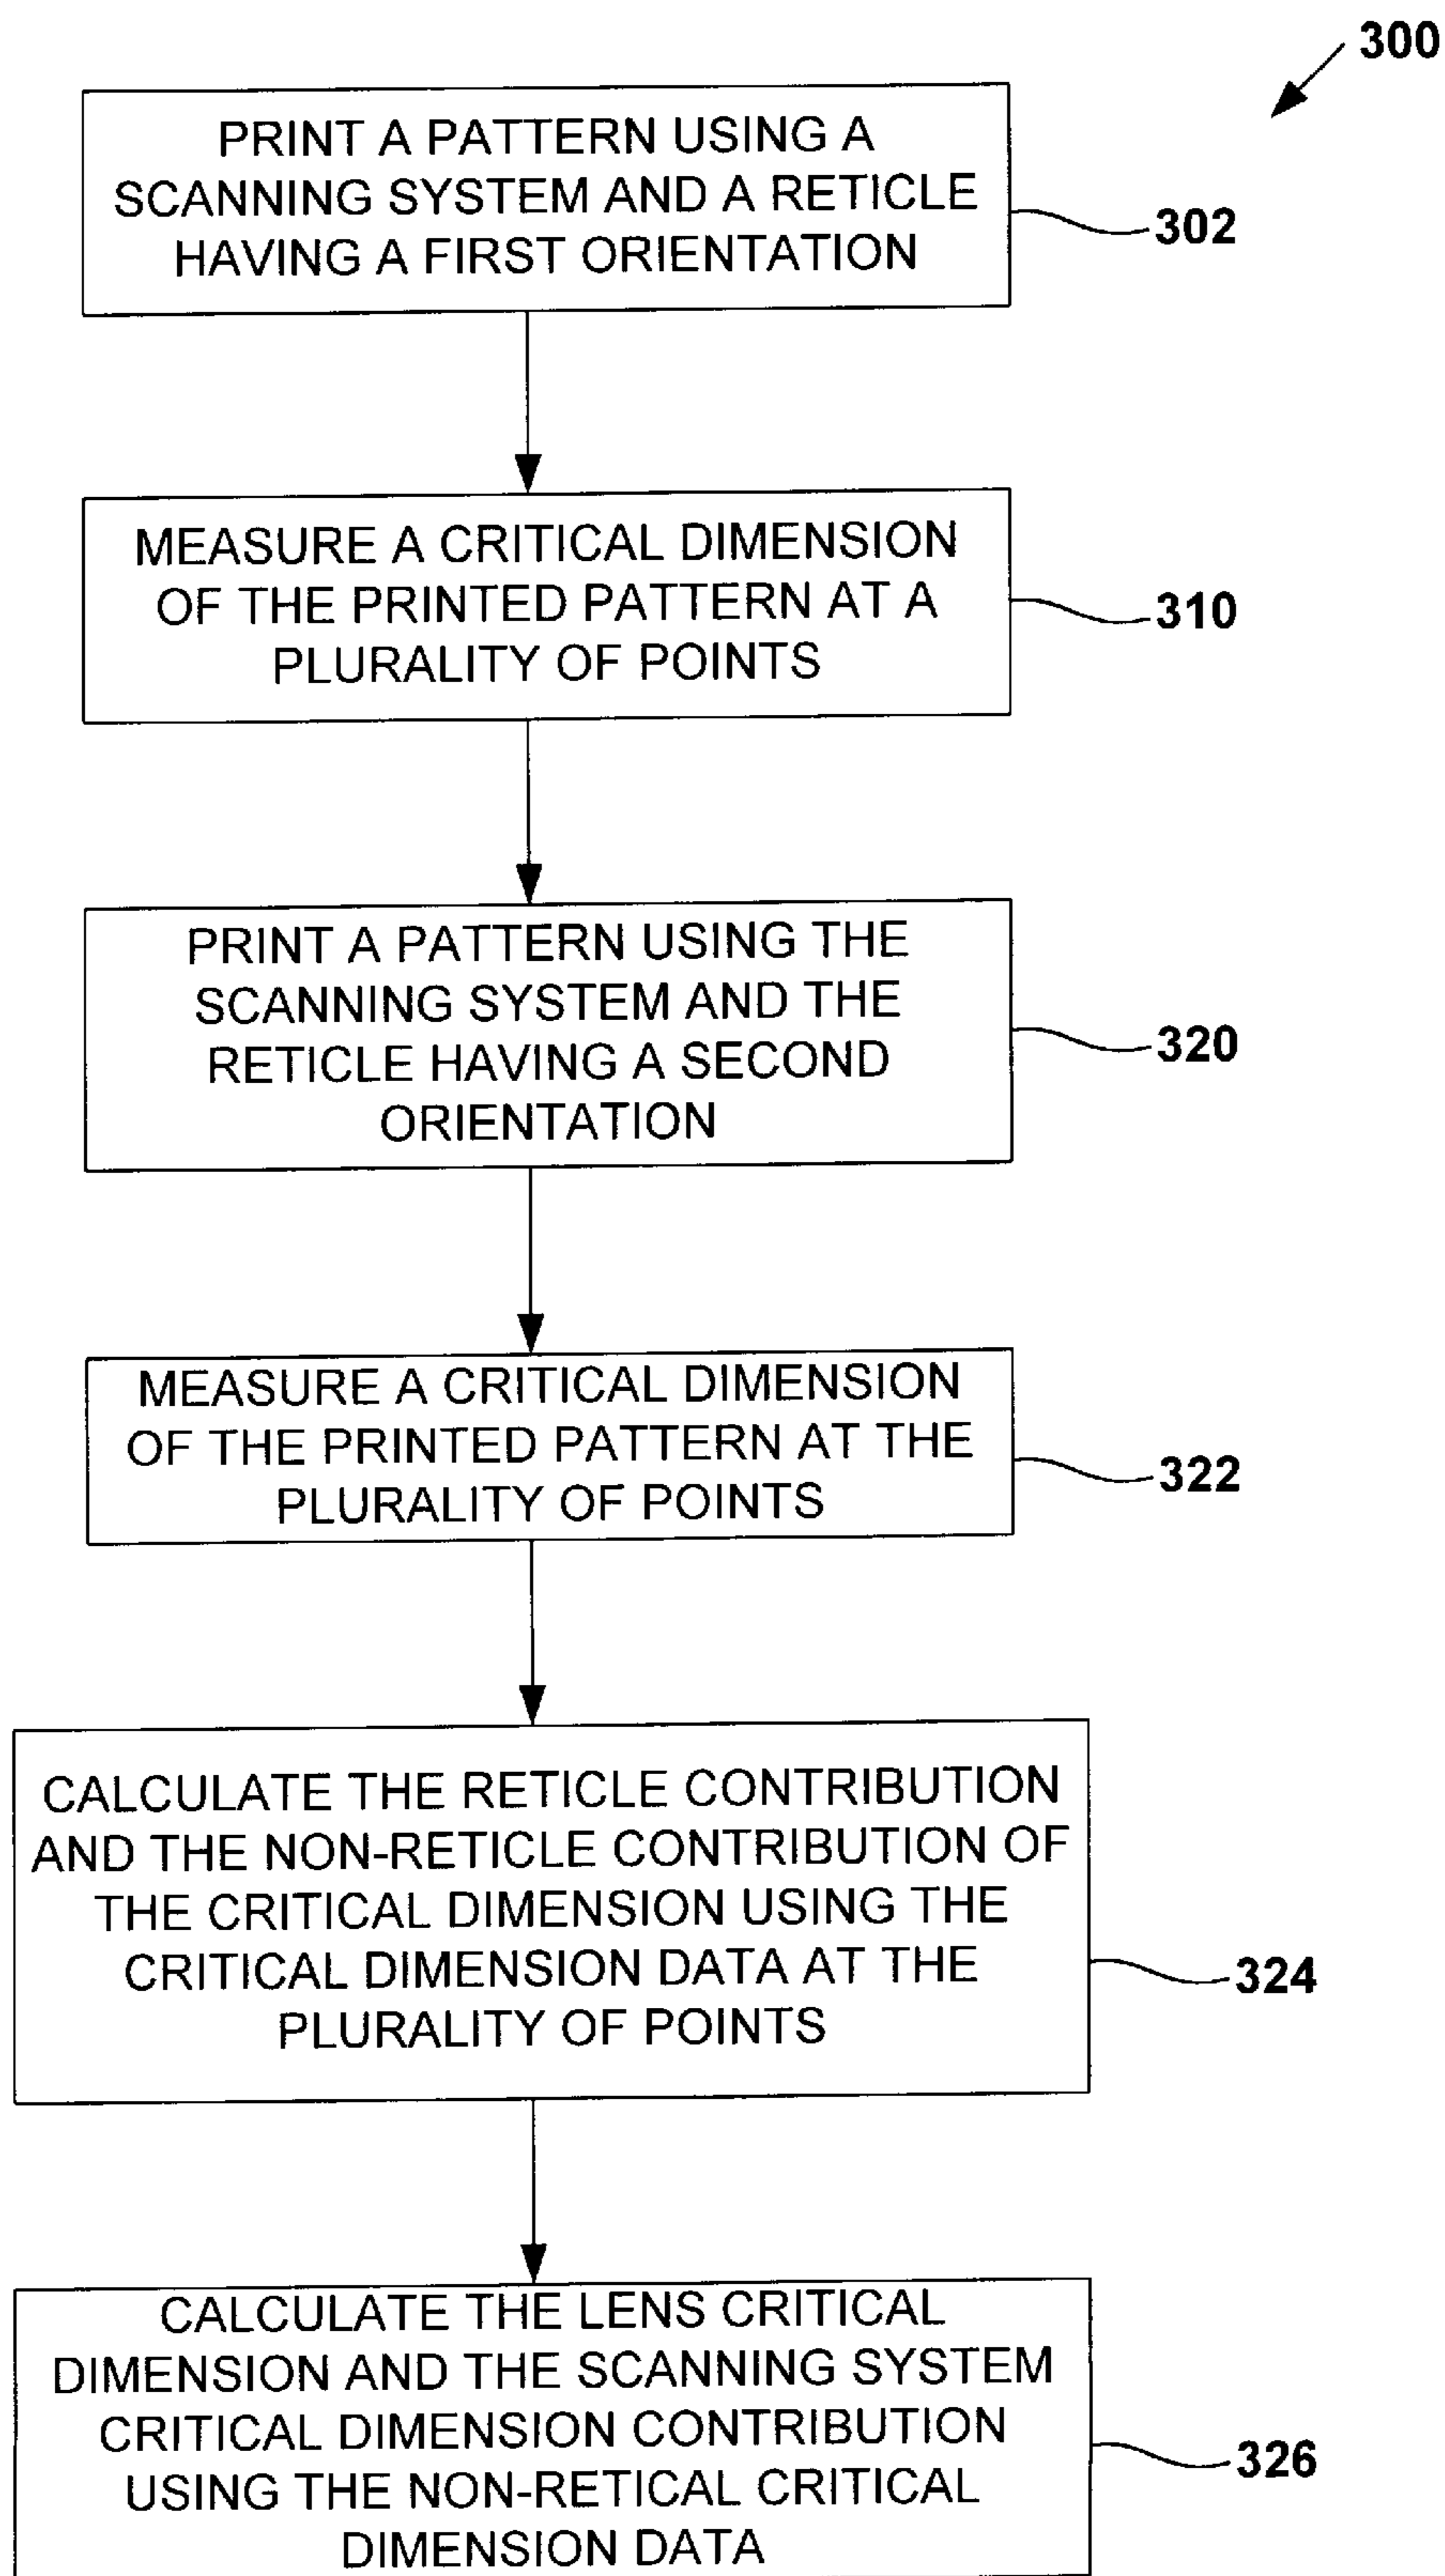 300
PRINT A PATTERN USING A
SCANNING SYSTEM AND A RETICLE
HAVING A FIRST ORIENTATION
302
MEASURE A CRITICAL DIMENSION
OF THE PRINTED PATTERN AT A
PLURALITY OF POINTS
310
PRINT A PATTERN USING THE
SCANNING SYSTEM AND THE
RETICLE HAVING A SECOND
ORIENTATION
320
MEASURE A CRITICAL DIMENSION
OF THE PRINTED PATTERN AT THE
PLURALITY OF POINTS
322
CALCULATE THE RETICLE CONTRIBUTION
AND THE NON-RETICLE CONTRIBUTION OF
THE CRITICAL DIMENSION USING THE
CRITICAL DIMENSION DATA AT THE
PLURALITY OF POINTS
324
CALCULATE THE LENS CRITICAL
DIMENSION AND THE SCANNING SYSTEM
CRITICAL DIMENSION CONTRIBUTION
USING THE NON-RETICAL CRITICAL
DIMENSION DATA
326